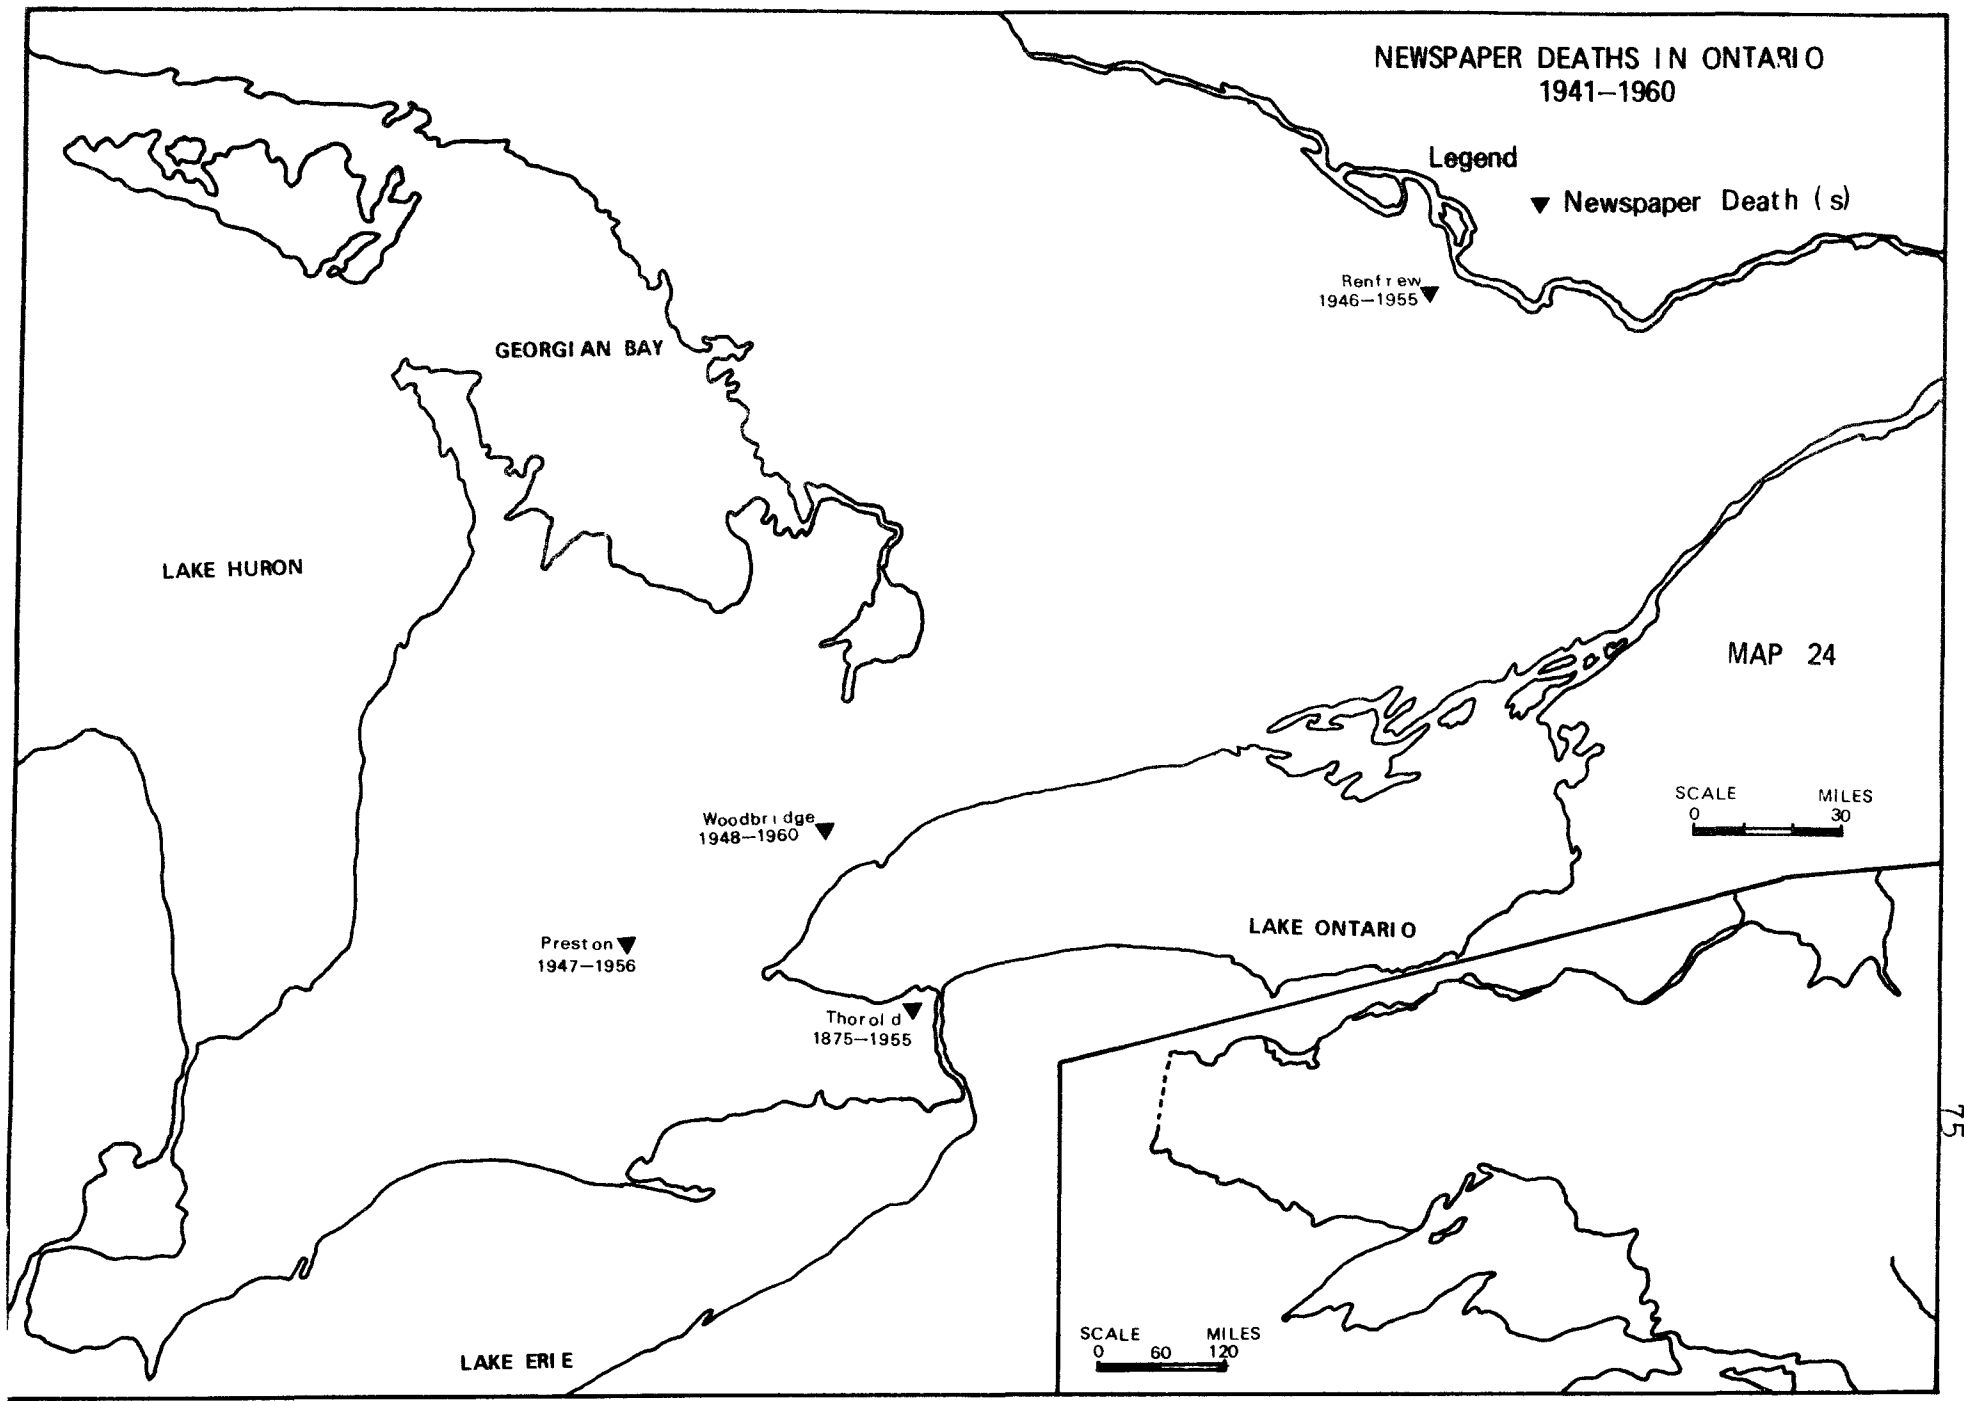 NEWSPAPER DEATHS IN ONTARIO
1941—1960
Legend
▼ Newspaper Death (s)
Renfrew
1946—1955
GEORGIAN BAY
LAKE HURON
MAP 24
SCALE MILES
0 30
Woodbridge
1948—1960
LAKE ONTARIO
Preston
1947—1956
Thorold
1875—1955
75
SCALE MILES
0 60 120
LAKE ERIE